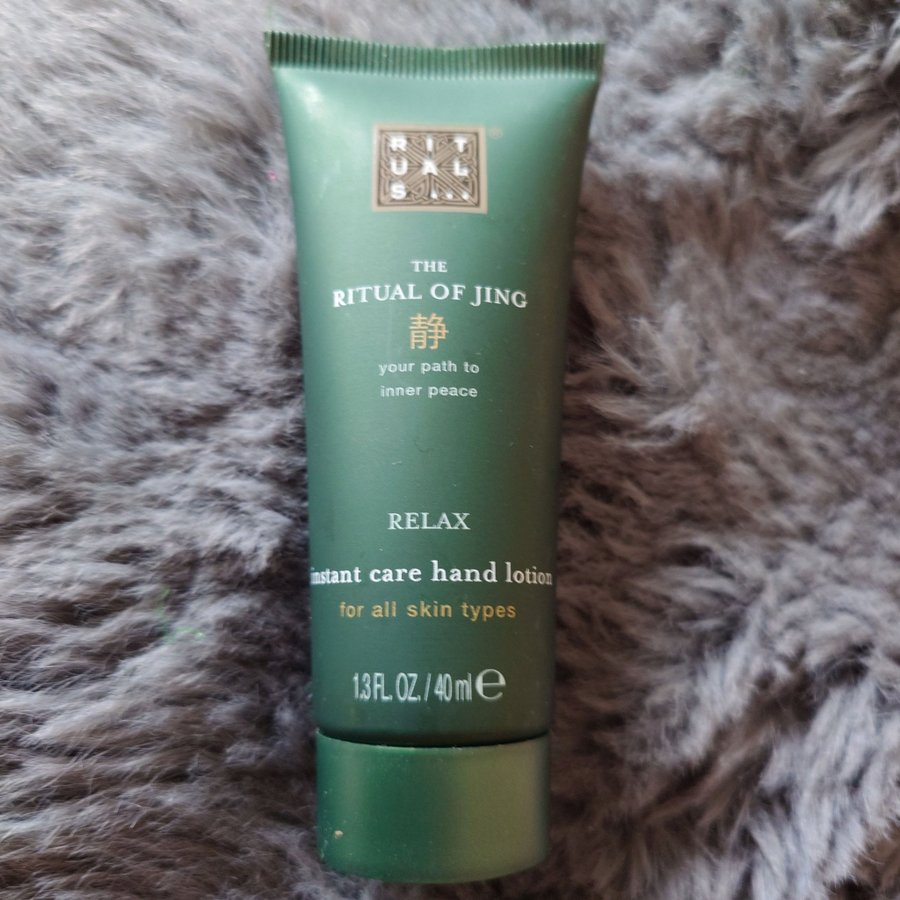 RIT
UAL
S...
®
THE
RITUAL OF JING
静
your path to
inner peace
RELAX
instant care hand lotion
for all skin types
1.3 FL. OZ. / 40 ml ℮